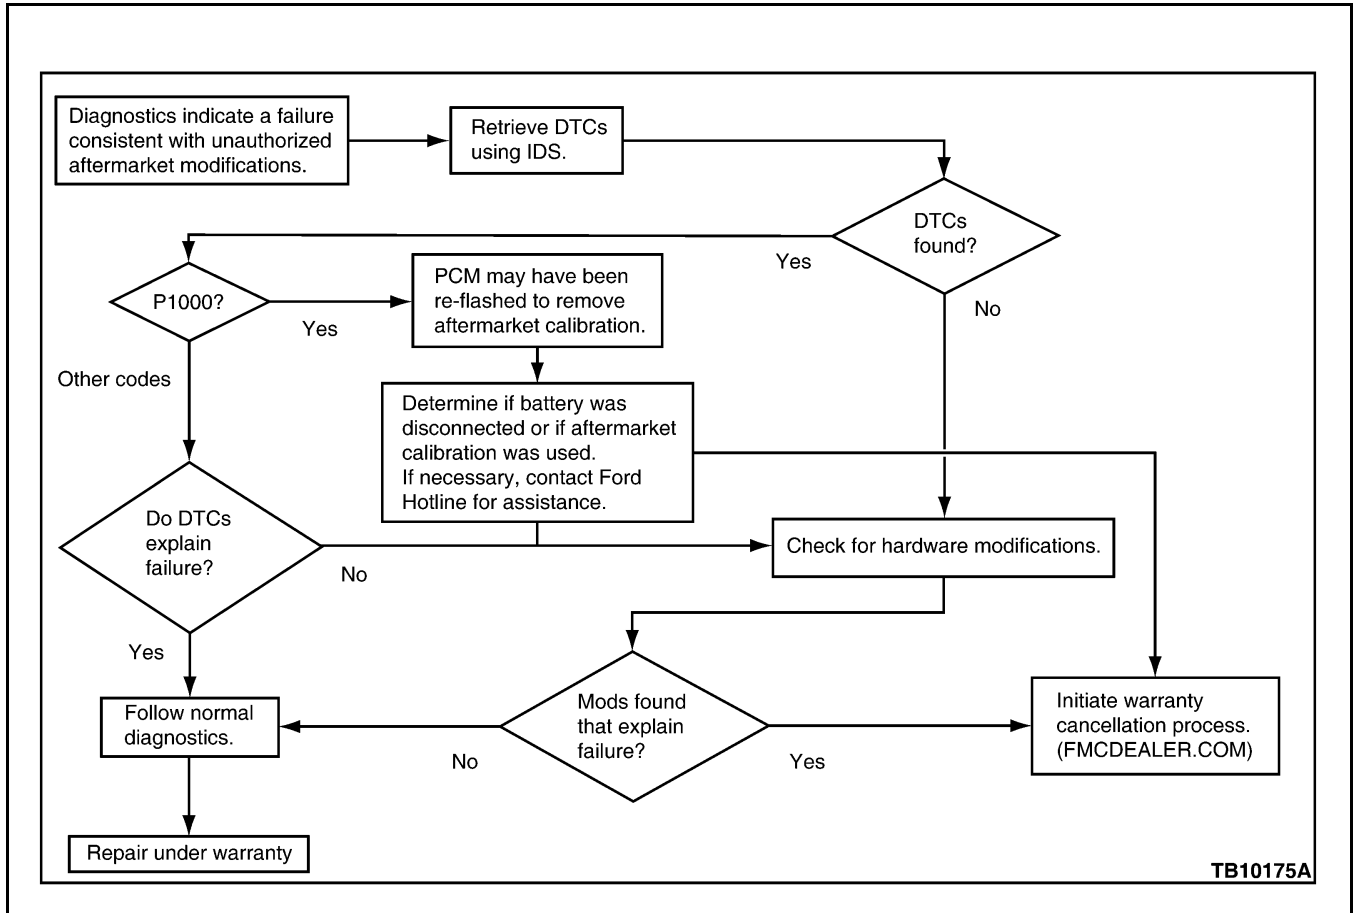 Diagnostics indicate a failure
consistent with unauthorized
aftermarket modifications.
Retrieve DTCs
using IDS.
DTCs
found?
Yes
No
P1000?
Yes
PCM may have been
re-flashed to remove
aftermarket calibration.
Other codes
Determine if battery was
disconnected or if aftermarket
calibration was used.
If necessary, contact Ford
Hotline for assistance.
Do DTCs
explain
failure?
No
Check for hardware modifications.
Yes
Follow normal
diagnostics.
Mods found
that explain
failure?
No
Yes
Initiate warranty
cancellation process.
(FMCDEALER.COM)
Repair under warranty
TB10175A